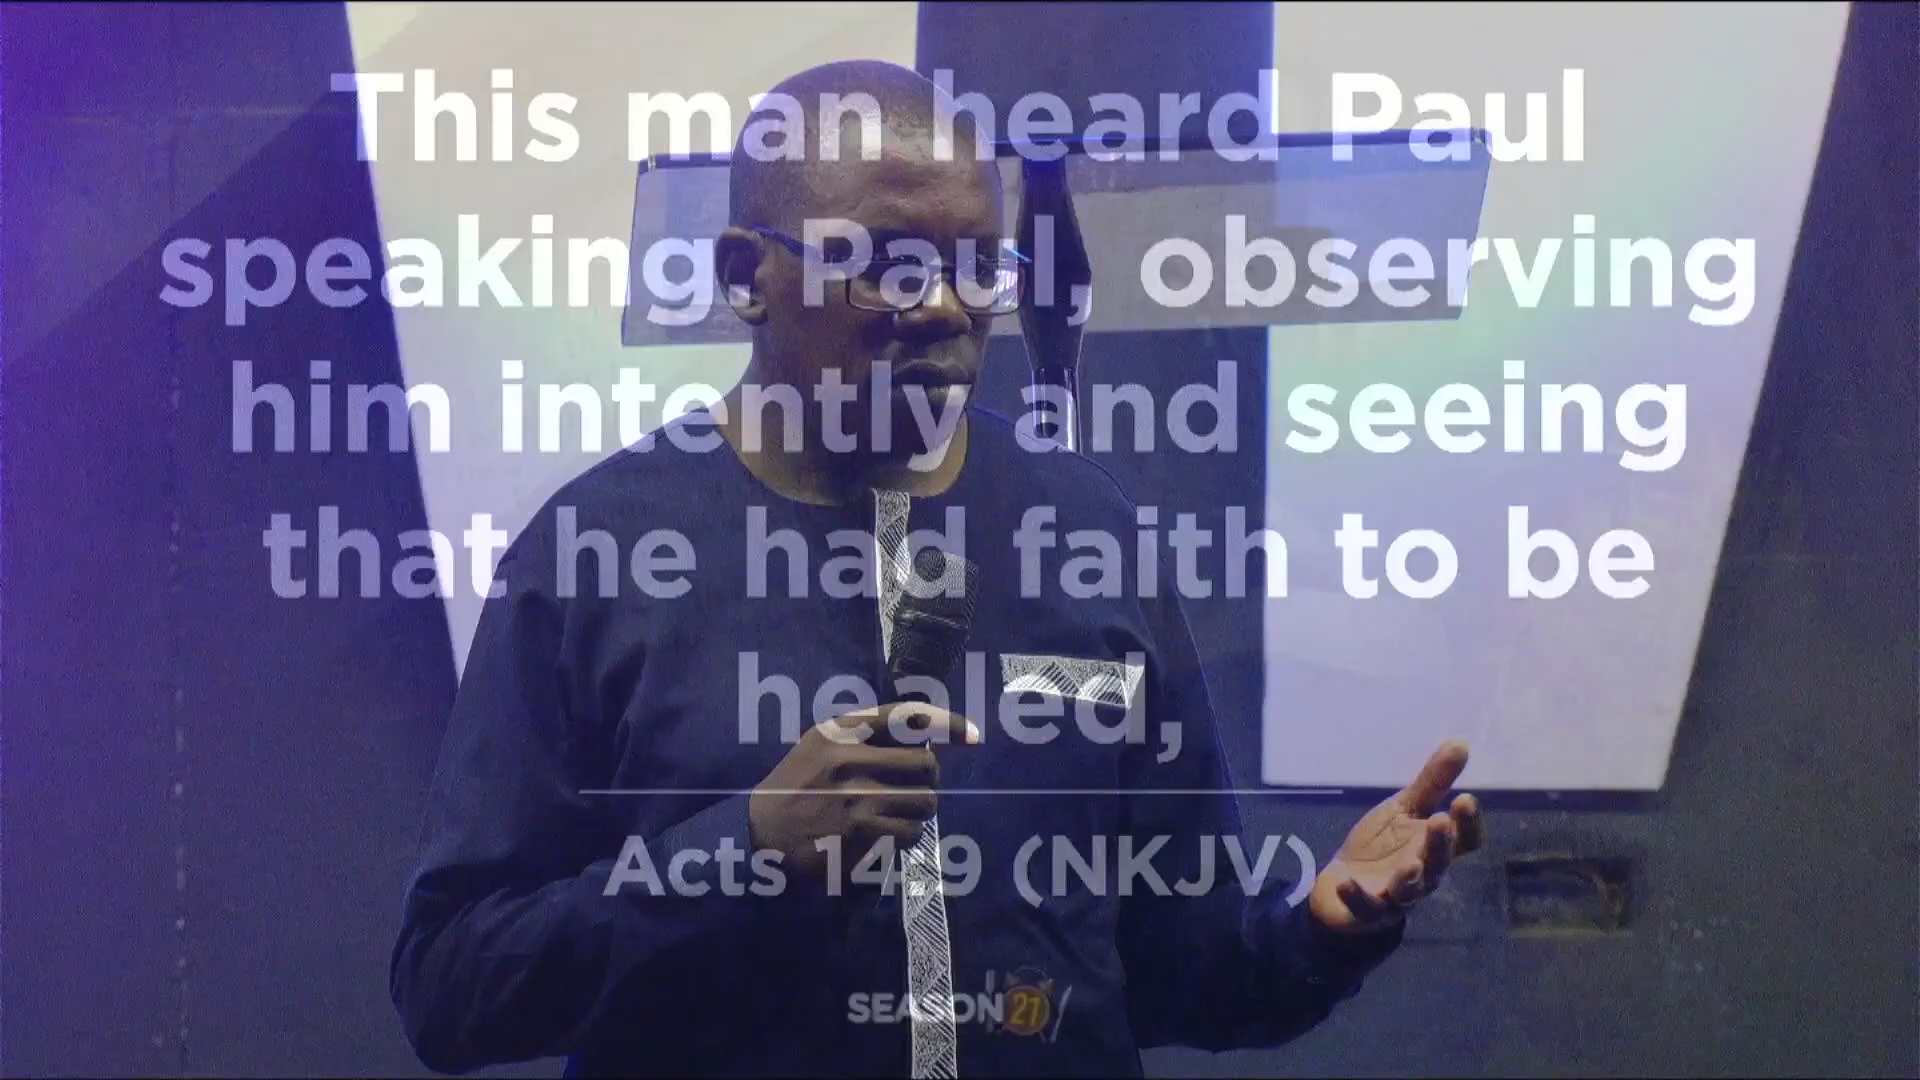 This man heard Paul
speaking. Paul, observing
him intently and seeing
that he had faith to be
healed,
Acts 14:9 (NKJV)
SEASON 21